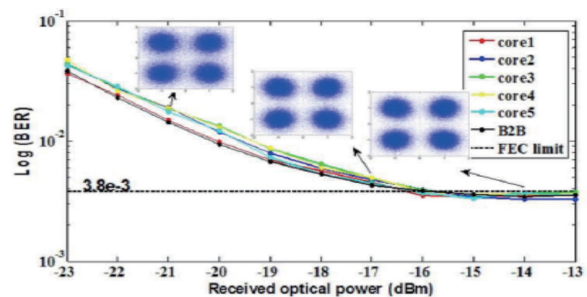 10^-1
10^-2
10^-3
Log (BER)
core1
core2
core3
core4
core5
B2B
FEC limit
3.8e-3
-23 -22 -21 -20 -19 -18 -17 -16 -15 -14 -13
Received optical power (dBm)